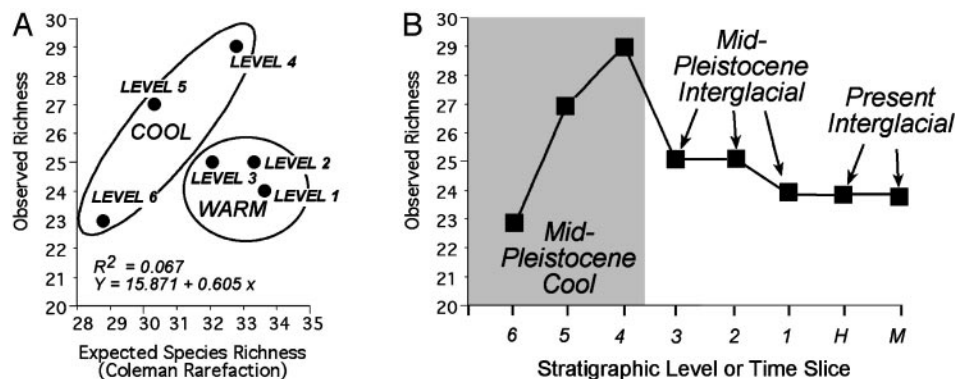 A
Observed Richness
30
29
28
27
26
25
24
23
22
21
20
LEVEL 4
LEVEL 5
COOL
LEVEL 2
LEVEL 3
LEVEL 1
LEVEL 6
WARM
R² = 0.067
Y = 15.871 + 0.605 x
28 29 30 31 32 33 34 35
Expected Species Richness
(Coleman Rarefaction)
B
Observed Richness
30
29
28
27
26
25
24
23
22
21
20
Mid-
Pleistocene
Interglacial
Present
Interglacial
Mid-
Pleistocene
Cool
6 5 4 3 2 1 H M
Stratigraphic Level or Time Slice